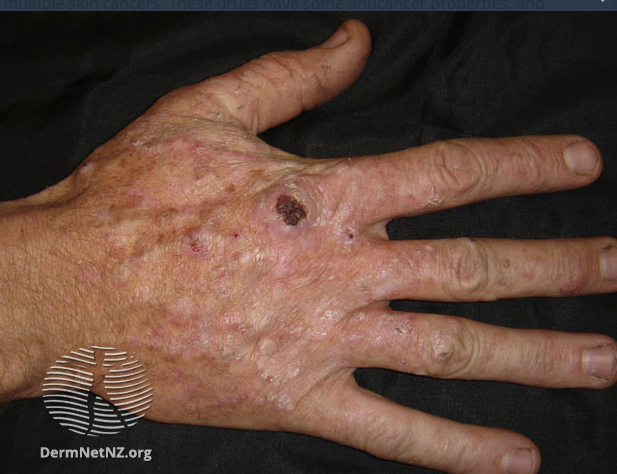 multiple skin cancers. These drugs have some anticancer properties, and
DermNetNZ.org